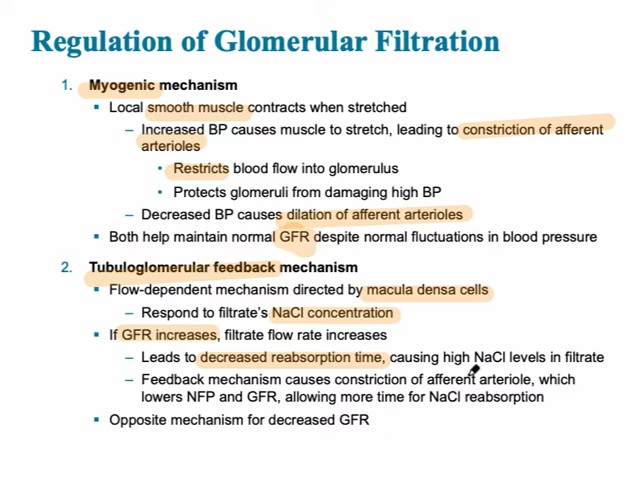 Regulation of Glomerular Filtration
1. Myogenic mechanism
▪ Local smooth muscle contracts when stretched
– Increased BP causes muscle to stretch, leading to constriction of afferent
arterioles
• Restricts blood flow into glomerulus
• Protects glomeruli from damaging high BP
– Decreased BP causes dilation of afferent arterioles
▪ Both help maintain normal GFR despite normal fluctuations in blood pressure
2. Tubuloglomerular feedback mechanism
▪ Flow-dependent mechanism directed by macula densa cells
– Respond to filtrate's NaCl concentration
▪ If GFR increases, filtrate flow rate increases
– Leads to decreased reabsorption time, causing high NaCl levels in filtrate
– Feedback mechanism causes constriction of afferent arteriole, which
lowers NFP and GFR, allowing more time for NaCl reabsorption
▪ Opposite mechanism for decreased GFR